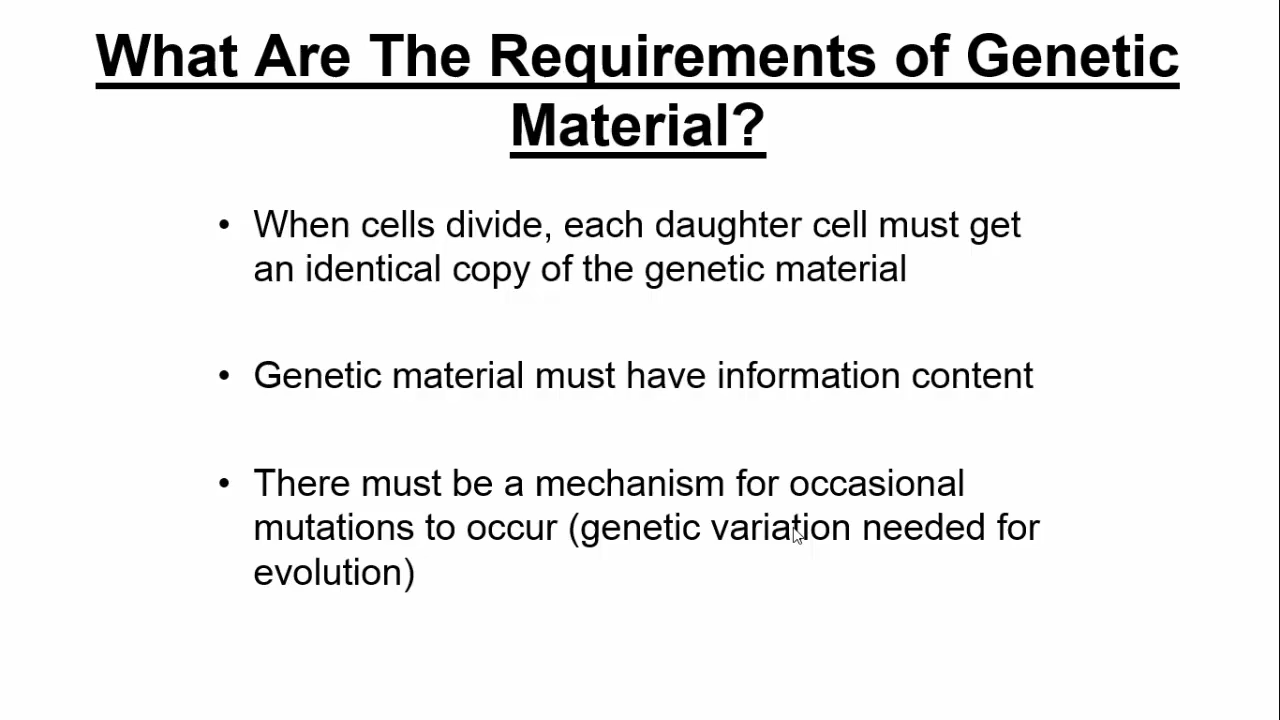 What Are The Requirements of Genetic
Material?
• When cells divide, each daughter cell must get
an identical copy of the genetic material
• Genetic material must have information content
• There must be a mechanism for occasional
mutations to occur (genetic variation needed for
evolution)